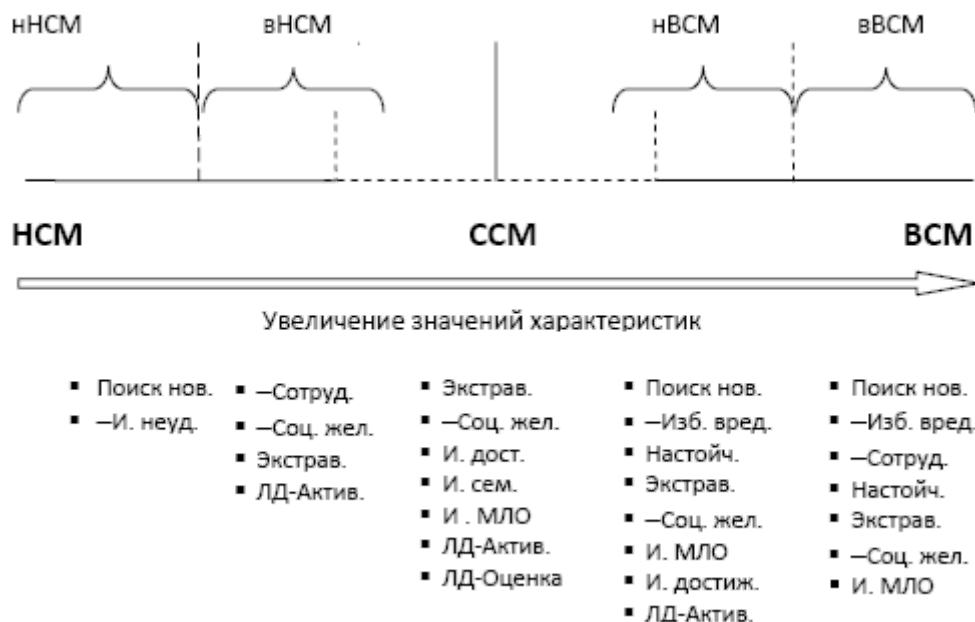 нНСМ вНСМ нВСМ вВСМ
НСМ ССМ ВСМ
Увеличение значений характеристик
▪ Поиск нов.
▪ —И. неуд.
▪ —Сотруд.
▪ —Соц. жел.
▪ Экстрав.
▪ ЛД-Актив.
▪ Экстрав.
▪ —Соц. жел.
▪ И. дост.
▪ И. сем.
▪ И . МЛО
▪ ЛД-Актив.
▪ ЛД-Оценка
▪ Поиск нов.
▪ —Изб. вред.
▪ Настойч.
▪ Экстрав.
▪ —Соц. жел.
▪ И. МЛО
▪ И. достиж.
▪ ЛД-Актив.
▪ Поиск нов.
▪ —Изб. вред.
▪ —Сотруд.
▪ Настойч.
▪ Экстрав.
▪ —Соц. жел.
▪ И. МЛО